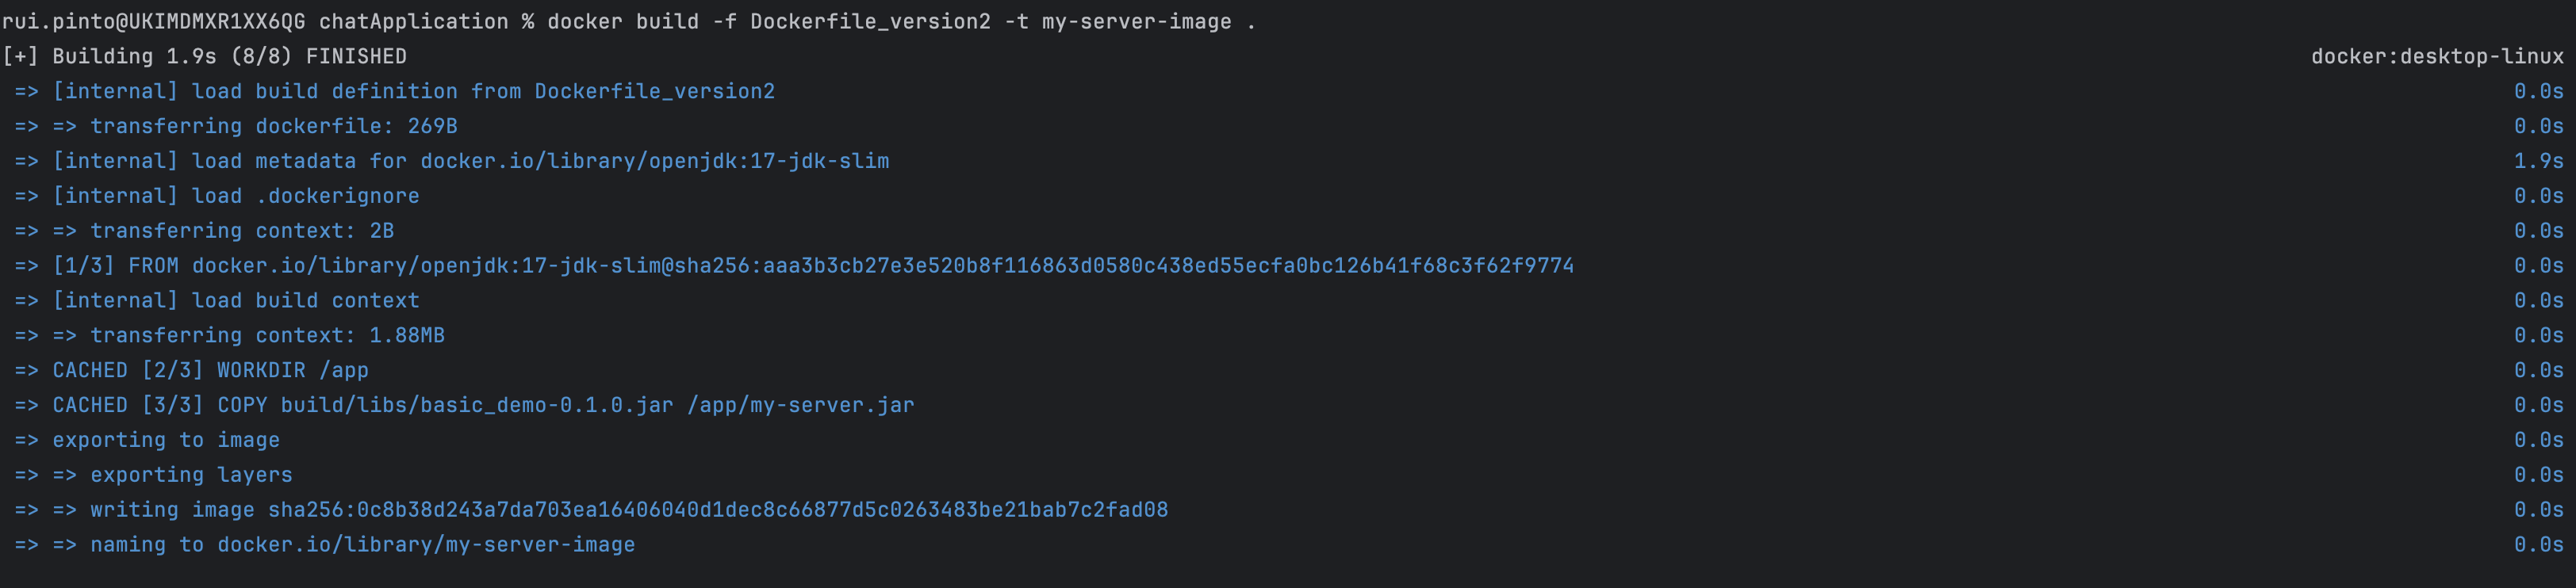 rui.pinto@UKIMDMXR1XX6QG chatApplication % docker build -f Dockerfile_version2 -t my-server-image .
[+] Building 1.9s (8/8) FINISHED docker:desktop-linux
=> [internal] load build definition from Dockerfile_version2 0.0s
=> => transferring dockerfile: 269B 0.0s
=> [internal] load metadata for docker.io/library/openjdk:17-jdk-slim 1.9s
=> [internal] load .dockerignore 0.0s
=> => transferring context: 2B 0.0s
=> [1/3] FROM docker.io/library/openjdk:17-jdk-slim@sha256:aaa3b3cb27e3e520b8f116863d0580c438ed55ecfa0bc126b41f68c3f62f9774 0.0s
=> [internal] load build context 0.0s
=> => transferring context: 1.88MB 0.0s
=> CACHED [2/3] WORKDIR /app 0.0s
=> CACHED [3/3] COPY build/libs/basic_demo-0.1.0.jar /app/my-server.jar 0.0s
=> exporting to image 0.0s
=> => exporting layers 0.0s
=> => writing image sha256:0c8b38d243a7da703ea16406040d1dec8c66877d5c0263483be21bab7c2fad08 0.0s
=> => naming to docker.io/library/my-server-image 0.0s